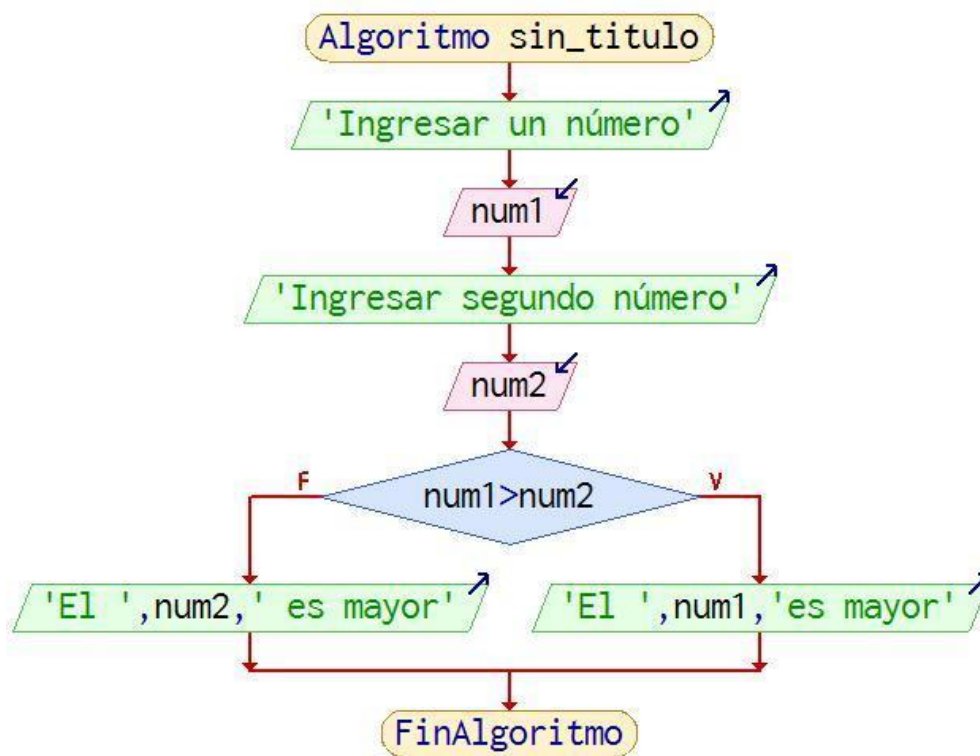 Algoritmo sin_titulo
'Ingresar un número'
num1
'Ingresar segundo número'
num2
F
num1>num2
V
'El ',num2,' es mayor'
'El ',num1,'es mayor'
FinAlgoritmo